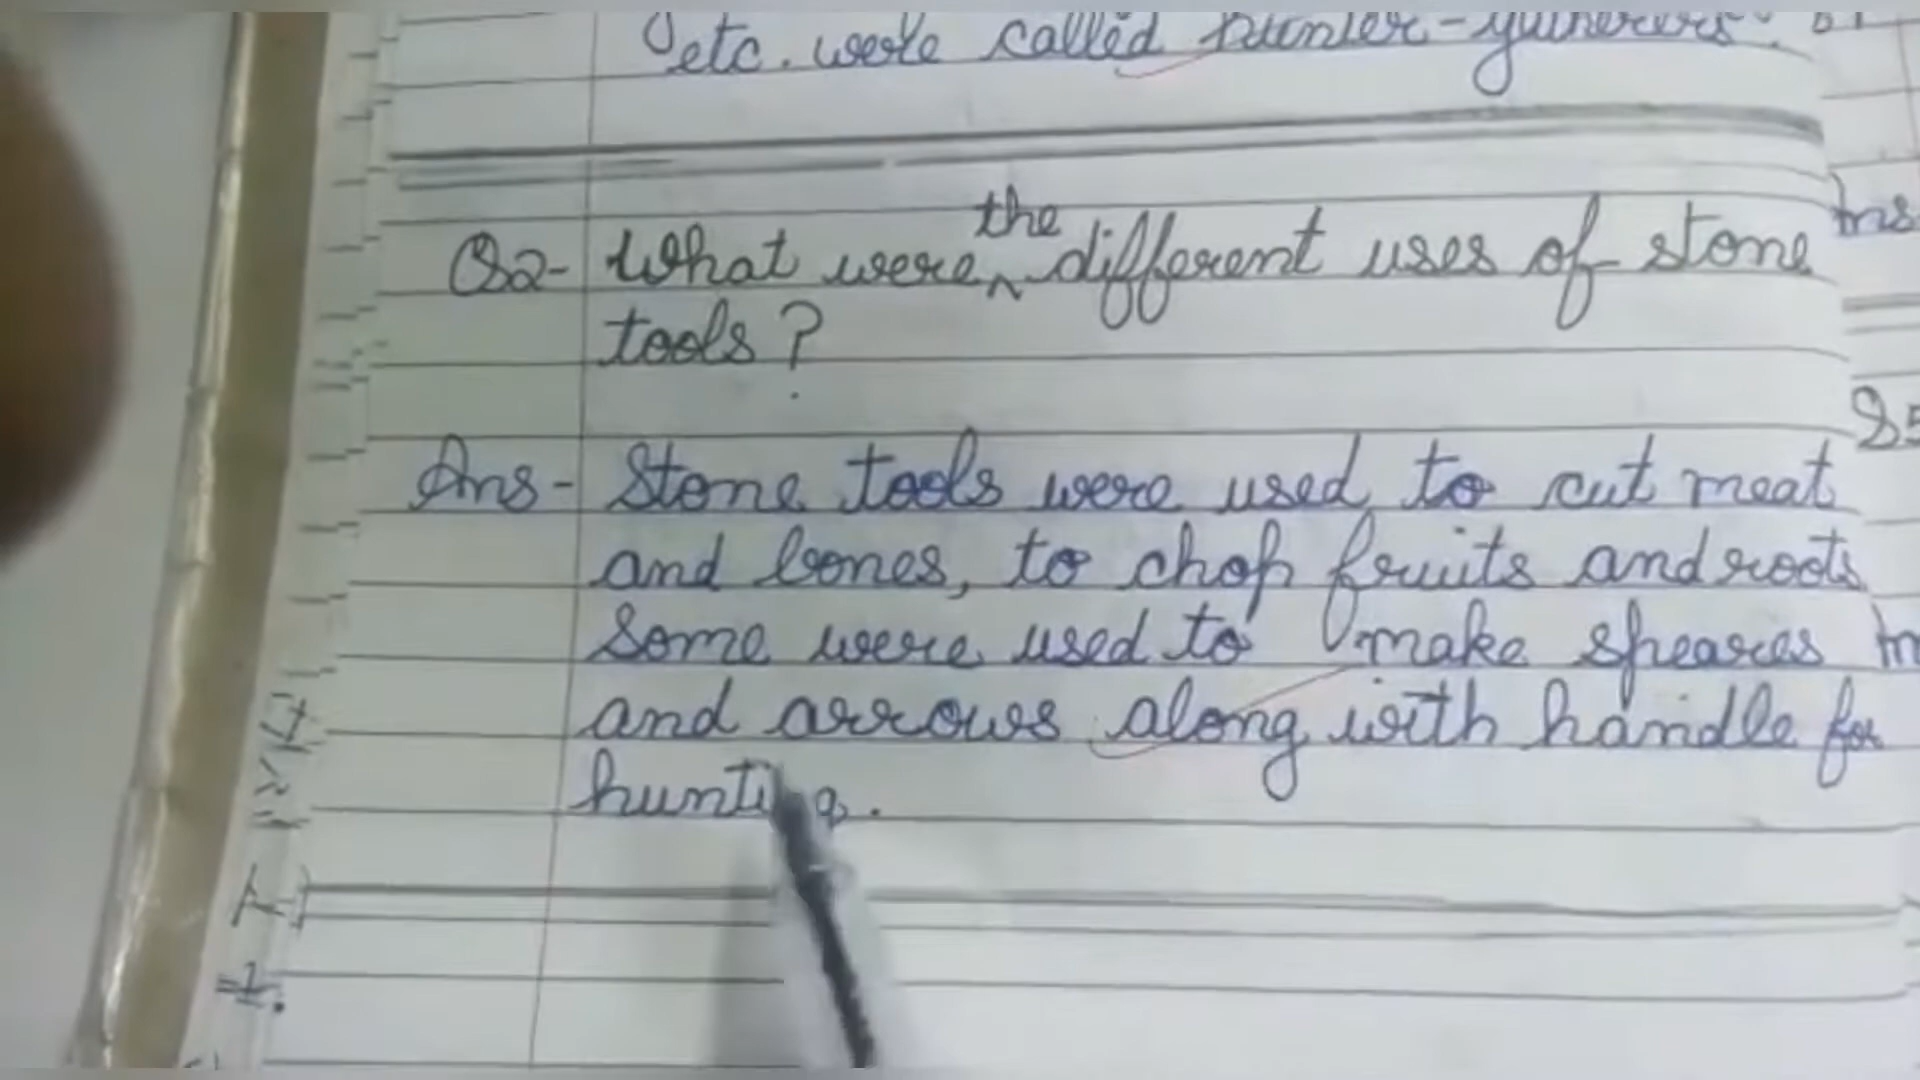 etc. were called hunter-gatherers.
Q2- What were the different uses of stone
tools?
Ans- Stone tools were used to cut meat
and bones, to chop fruits and roots
Some were used to make speares
and arrows along with handle for
hunting.